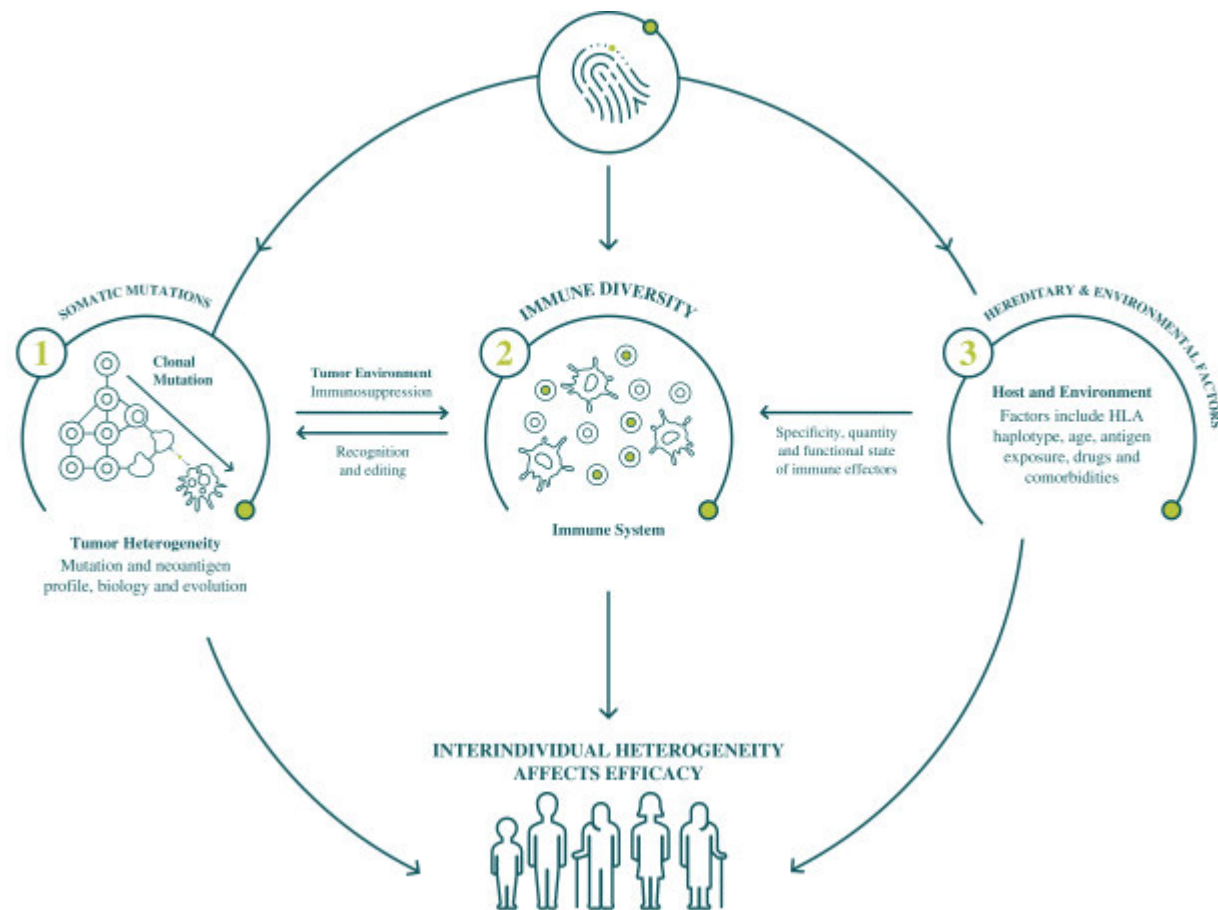 SOMATIC MUTATIONS
1
Clonal
Mutation
Tumor Heterogeneity
Mutation and neoantigen
profile, biology and evolution
Tumor Environment
Immunosuppression
Recognition
and editing
IMMUNE DIVERSITY
2
Immune System
Specificity, quantity
and functional state
of immune effectors
HEREDITARY & ENVIRONMENTAL FACTORS
3
Host and Environment
Factors include HLA
haplotype, age, antigen
exposure, drugs and
comorbidities
INTERINDIVIDUAL HETEROGENEITY
AFFECTS EFFICACY